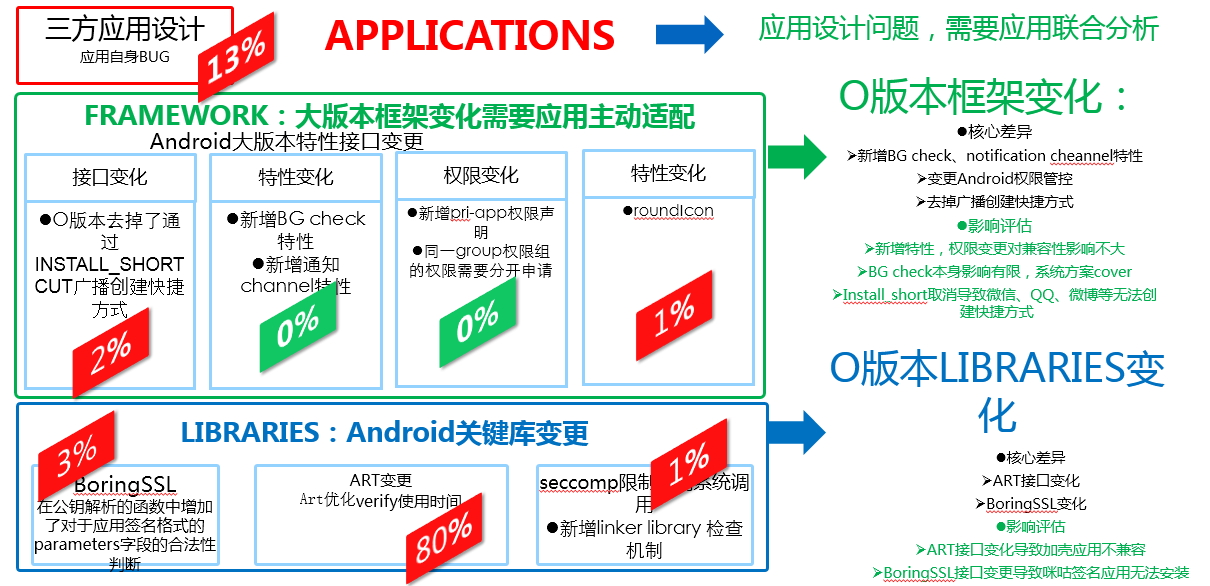 三方应用设计
应用自身BUG
13%
APPLICATIONS
应用设计问题，需要应用联合分析
FRAMEWORK：大版本框架变化需要应用主动适配
Android大版本特性接口变更
接口变化
●O版本去掉了通
过
INSTALL_SHORT
CUT广播创建快捷
方式
2%
特性变化
●新增BG check
特性
●新增通知
channel特性
0%
权限变化
●新增pri-app权限声
明
●同一group权限组
的权限需要分开申请
0%
特性变化
●roundIcon
1%
O版本框架变化：
●核心差异
➢新增BG check、notification cheannel特性
➢变更Android权限管控
➢去掉广播创建快捷方式
●影响评估
➢新增特性，权限变更对兼容性影响不大
➢BG check本身影响有限，系统方案cover
➢Install_short取消导致微信、QQ、微博等无法创
建快捷方式
LIBRARIES：Android关键库变更
3%
BoringSSL
在公钥解析的函数中增加
了对于应用签名格式的
parameters字段的合法性
判断
ART变更
Art优化verify使用时间
80%
seccomp限制系统调
用
●新增linker library 检查
机制
1%
O版本LIBRARIES变
化
●核心差异
➢ART接口变化
➢BoringSSL变化
●影响评估
➢ART接口变化导致加壳应用不兼容
➢BoringSSL接口变更导致咪咕签名应用无法安装